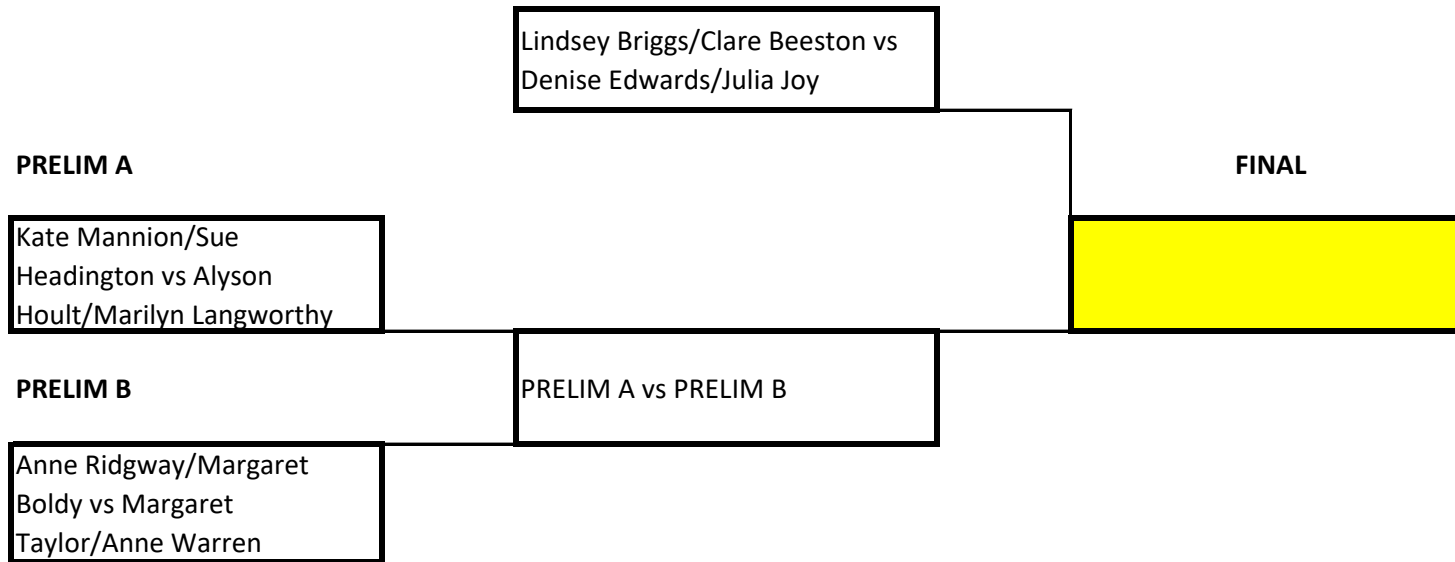 Lindsey Briggs/Clare Beeston vs
Denise Edwards/Julia Joy
PRELIM A
FINAL
Kate Mannion/Sue
Headington vs Alyson
Hoult/Marilyn Langworthy
PRELIM B
PRELIM A vs PRELIM B
Anne Ridgway/Margaret
Boldy vs Margaret
Taylor/Anne Warren